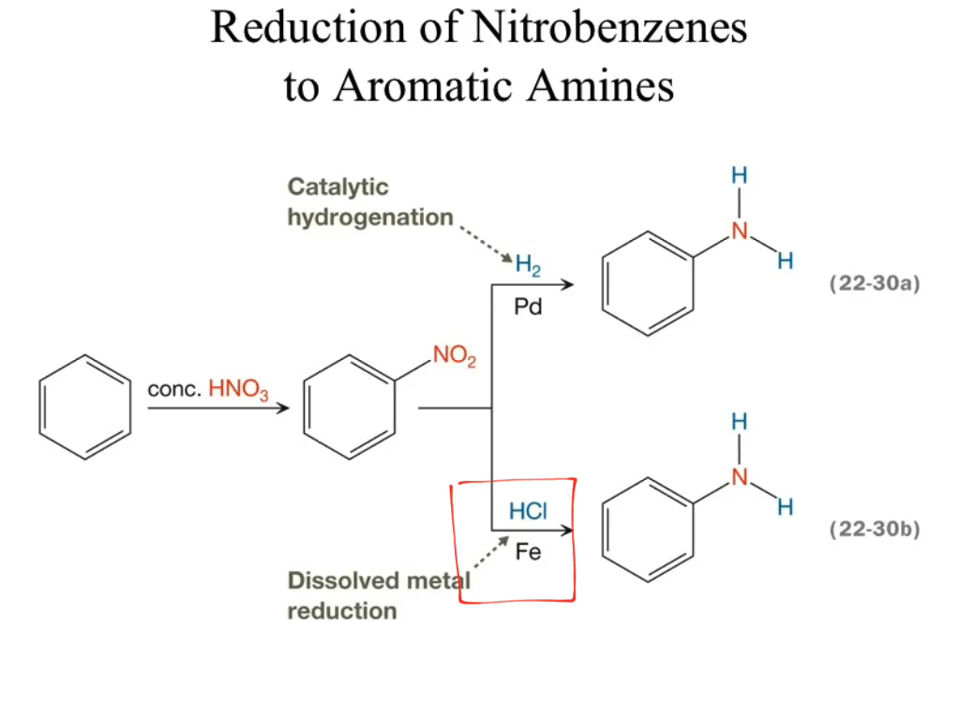 Reduction of Nitrobenzenes
to Aromatic Amines
Catalytic
hydrogenation
H₂
Pd
H
N
H
(22-30a)
conc. HNO₃
NO₂
HCl
Fe
H
N
H
(22-30b)
Dissolved metal
reduction